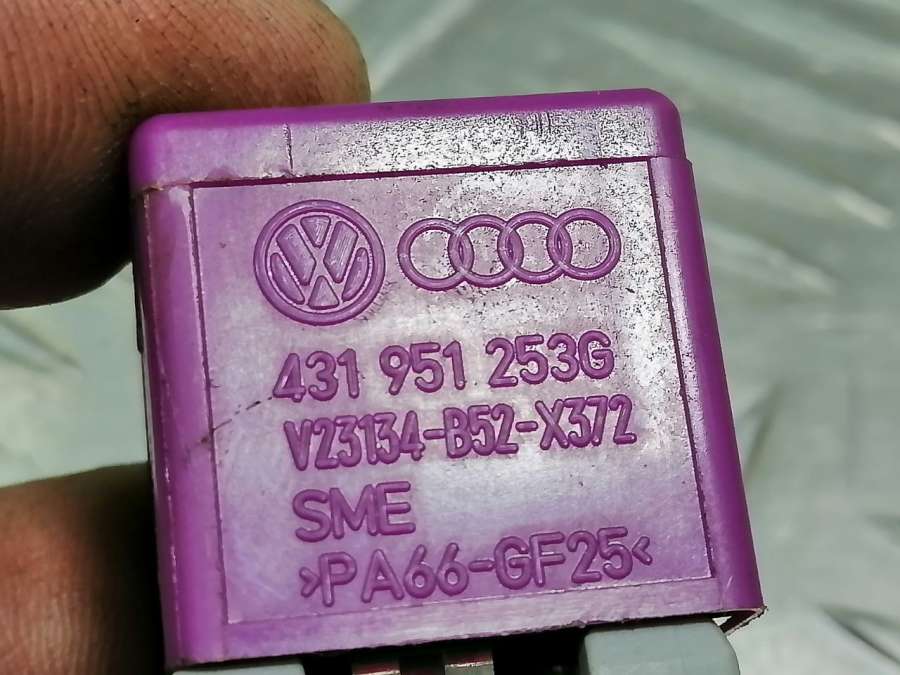 431 951 253G
V23134-B52-X372
SME
>PA66-GF25<